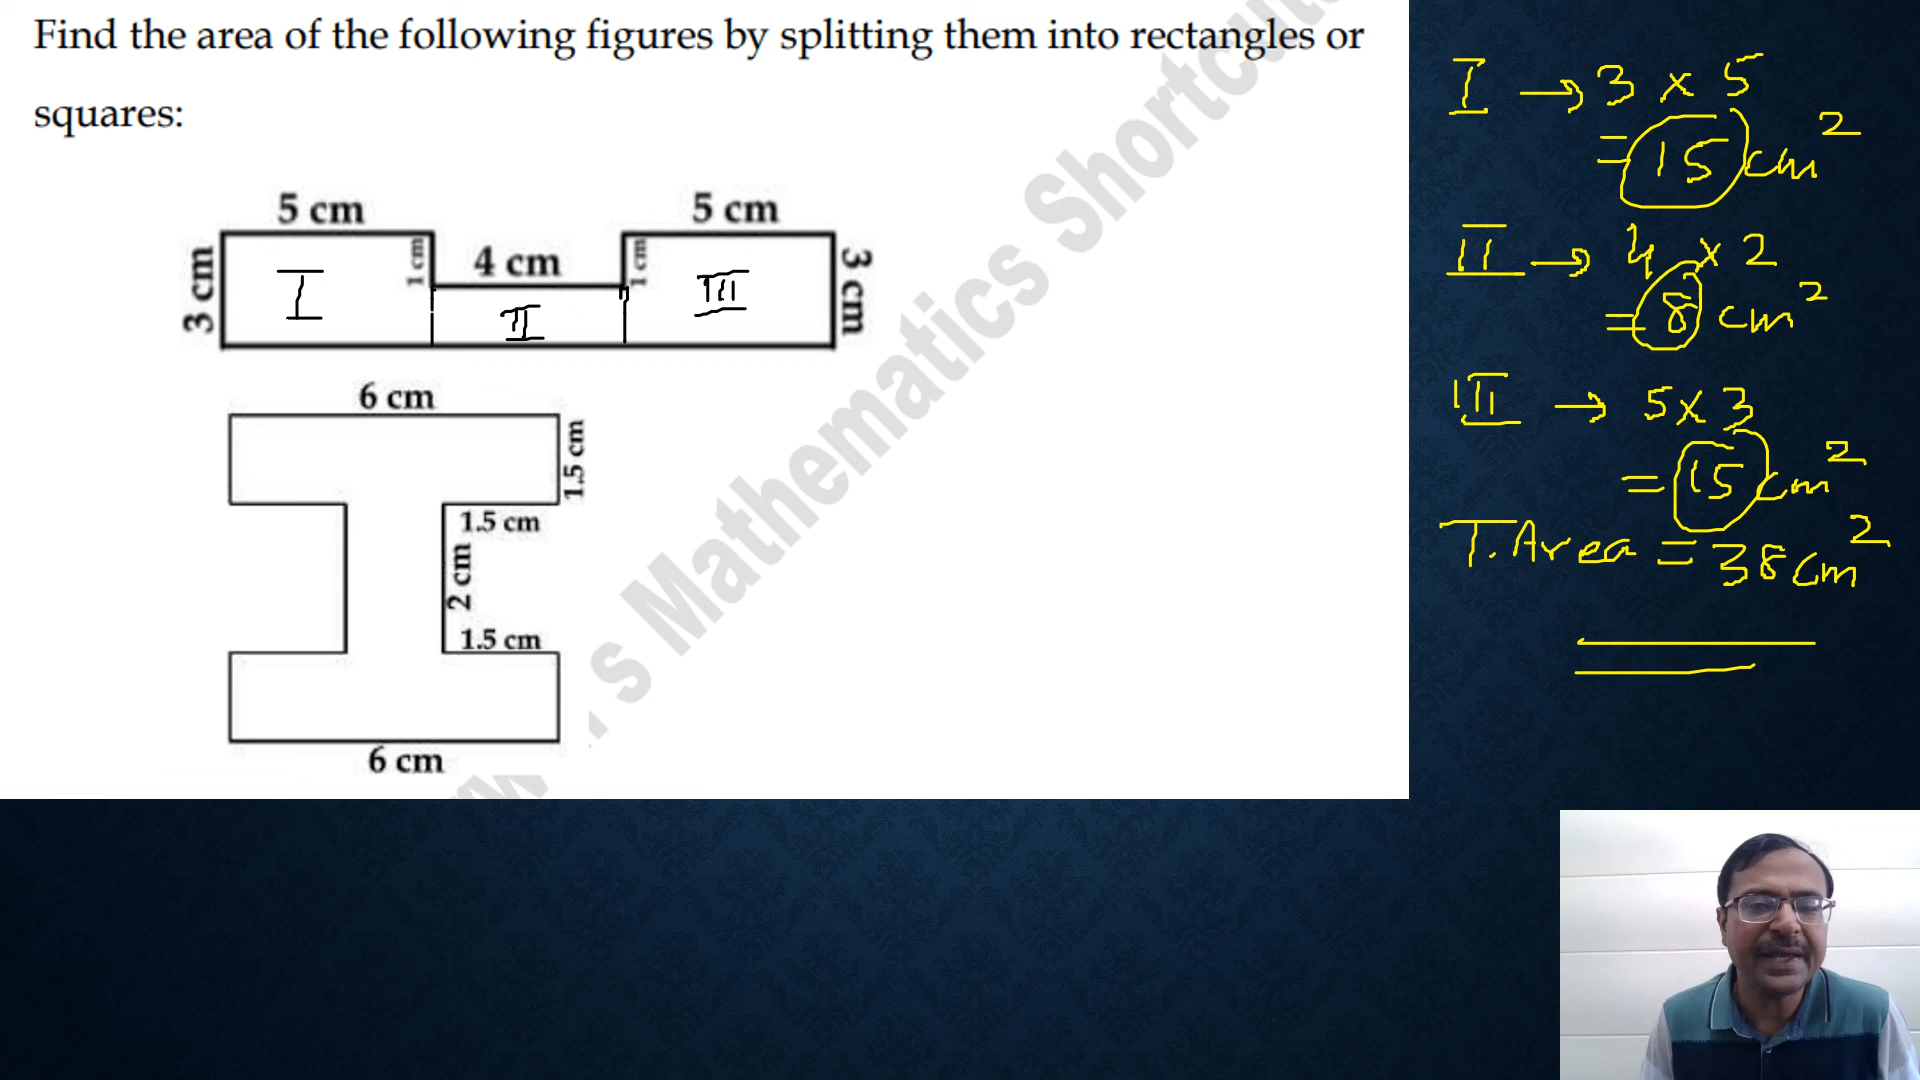 Find the area of the following figures by splitting them into rectangles or
squares:
5 cm
5 cm
3 cm
1 cm
4 cm
1 cm
3 cm
I
II
III
6 cm
1.5 cm
1.5 cm
2 cm
1.5 cm
6 cm
s Mathematics Shortcuts
I → 3 × 5
= 15 cm²
II → 4 × 2
= 8 cm²
III → 5 × 3
= 15 cm²
T. Area = 38 cm²